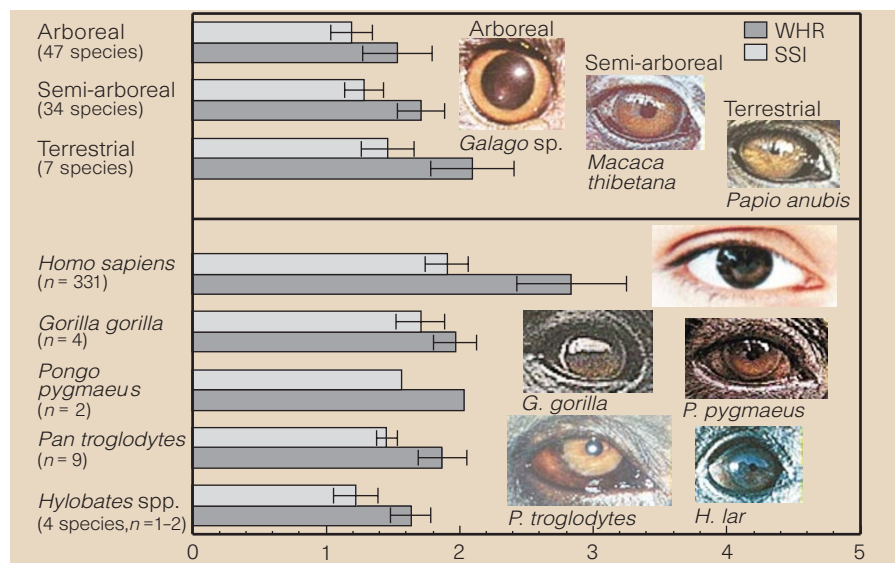 Arboreal
(47 species)
Semi-arboreal
(34 species)
Terrestrial
(7 species)
Arboreal
Galago sp.
Semi-arboreal
Macaca
thibetana
WHR
SSI
Terrestrial
Papio anubis
Homo sapiens
(n = 331)
Gorilla gorilla
(n = 4)
Pongo
pygmaeus
(n = 2)
Pan troglodytes
(n = 9)
Hylobates spp.
(4 species, n =1–2)
G. gorilla
P. pygmaeus
P. troglodytes
H. lar
0 1 2 3 4 5